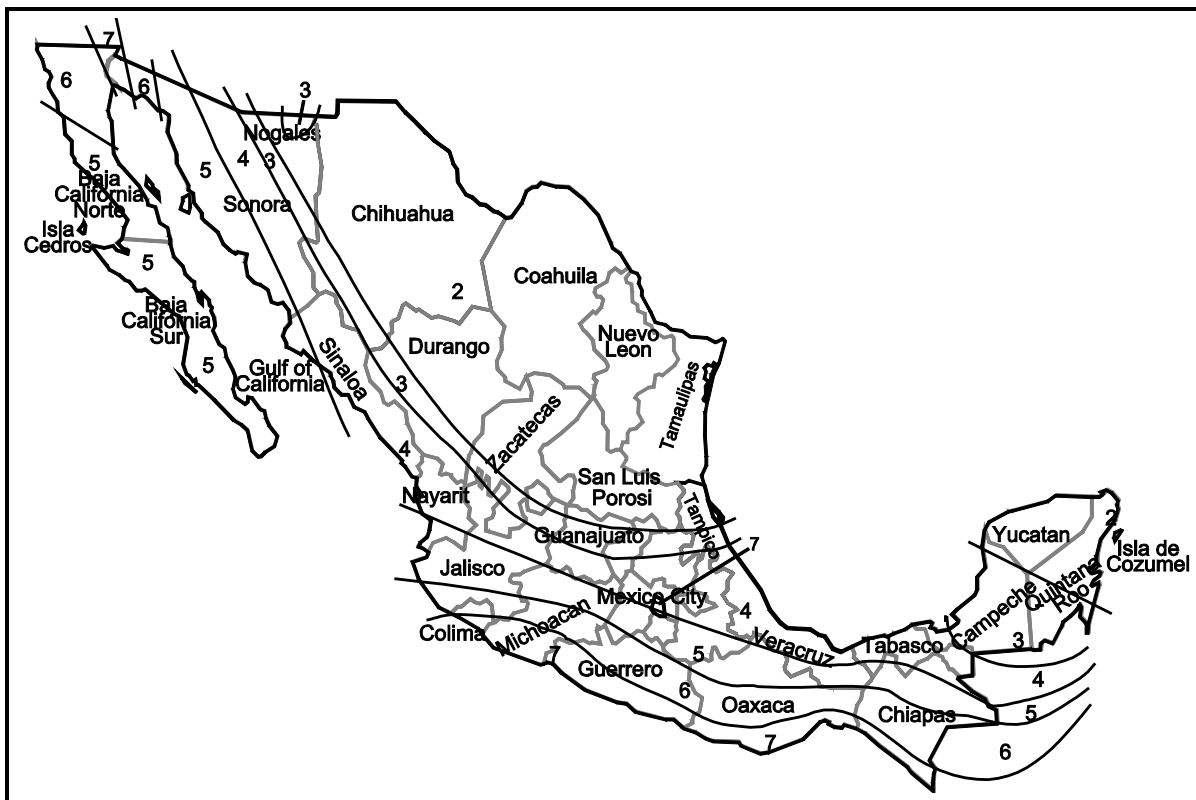 7
6
6
3
Nogales
5
4
3
5
Baja
California
Norte
Sonora
Chihuahua
Isla
Cedros
5
Coahuila
2
Baja
California
Sur
Nuevo
Leon
Durango
Sinaloa
5
Gulf of
California
3
Tamaulipas
Zacatecas
4
San Luis
Porosi
Nayarit
Tampico
2
Guanajuato
Yucatan
7
Isla de
Cozumel
Jalisco
Mexico City
4
Quintana
Roo
Campeche
Michoacan
Colima
Veracruz
Tabasco
3
7
Guerrero
5
4
6
Oaxaca
Chiapas
5
7
6